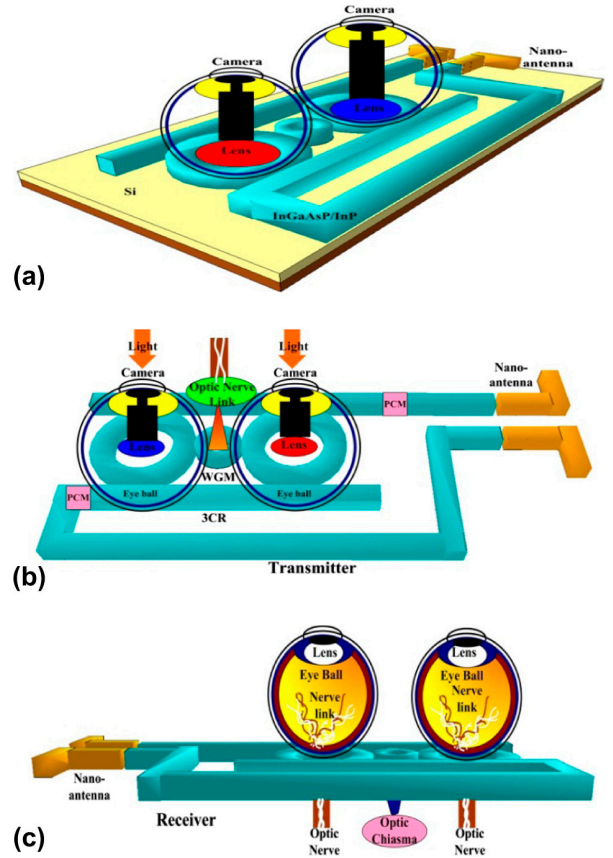 Camera
Camera
Nano-
antenna
Lens
Lens
Si
InGaAsP/InP
(a)
Light
Light
Camera
Camera
Optic Nerve
Link
Nano-
antenna
PCM
Lens
Lens
WGM
Eye ball
Eye ball
PCM
3CR
(b)
Transmitter
Lens
Lens
Eye Ball
Eye Ball
Nerve
link
Nerve
link
Nano-
antenna
Receiver
Optic
Nerve
Optic
Chiasma
Optic
Nerve
(c)